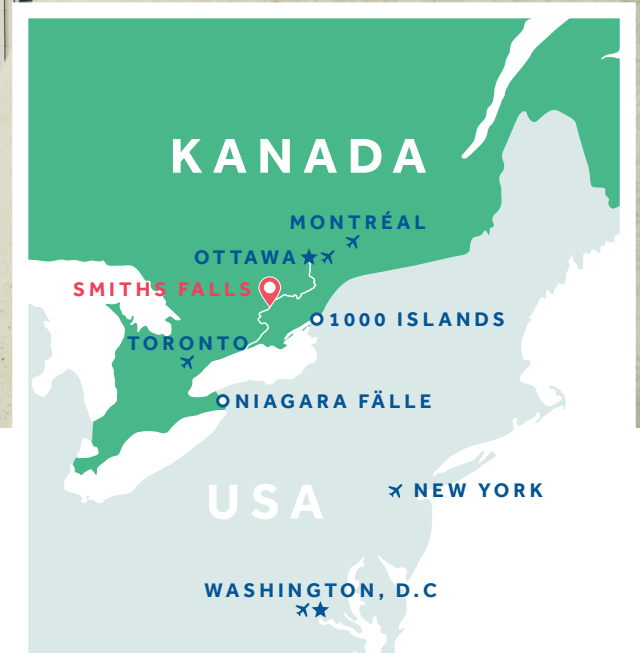 KANADA
MONTRÉAL
OTTAWA
SMITHS FALLS
1000 ISLANDS
TORONTO
NIAGARA FÄLLE
NEW YORK
USA
WASHINGTON, D.C